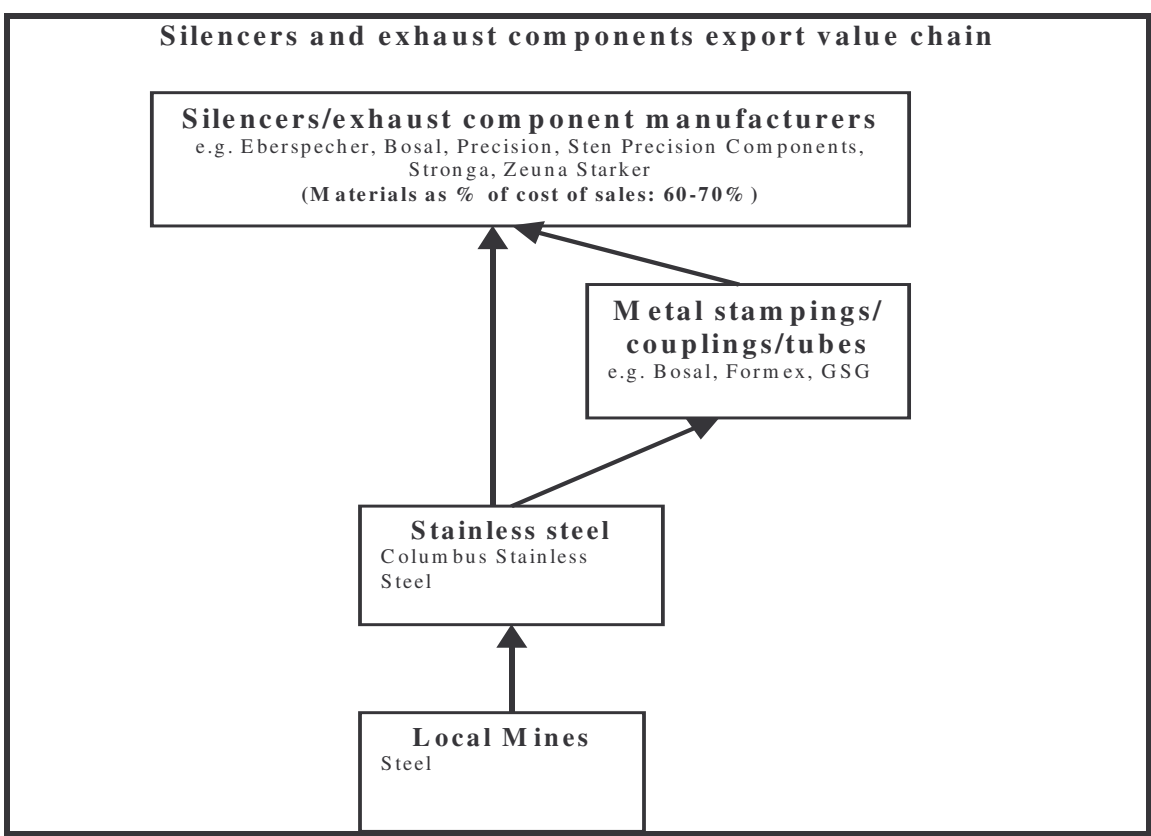 Silencers and exhaust components export value chain
Silencers/exhaust component manufacturers
e.g. Eberspecher, Bosal, Precision, Sten Precision Components,
Stronga, Zeuna Starker
(Materials as % of cost of sales: 60-70% )
Metal stampings/
couplings/tubes
e.g. Bosal, Formex, GSG
Stainless steel
Columbus Stainless
Steel
Local Mines
Steel